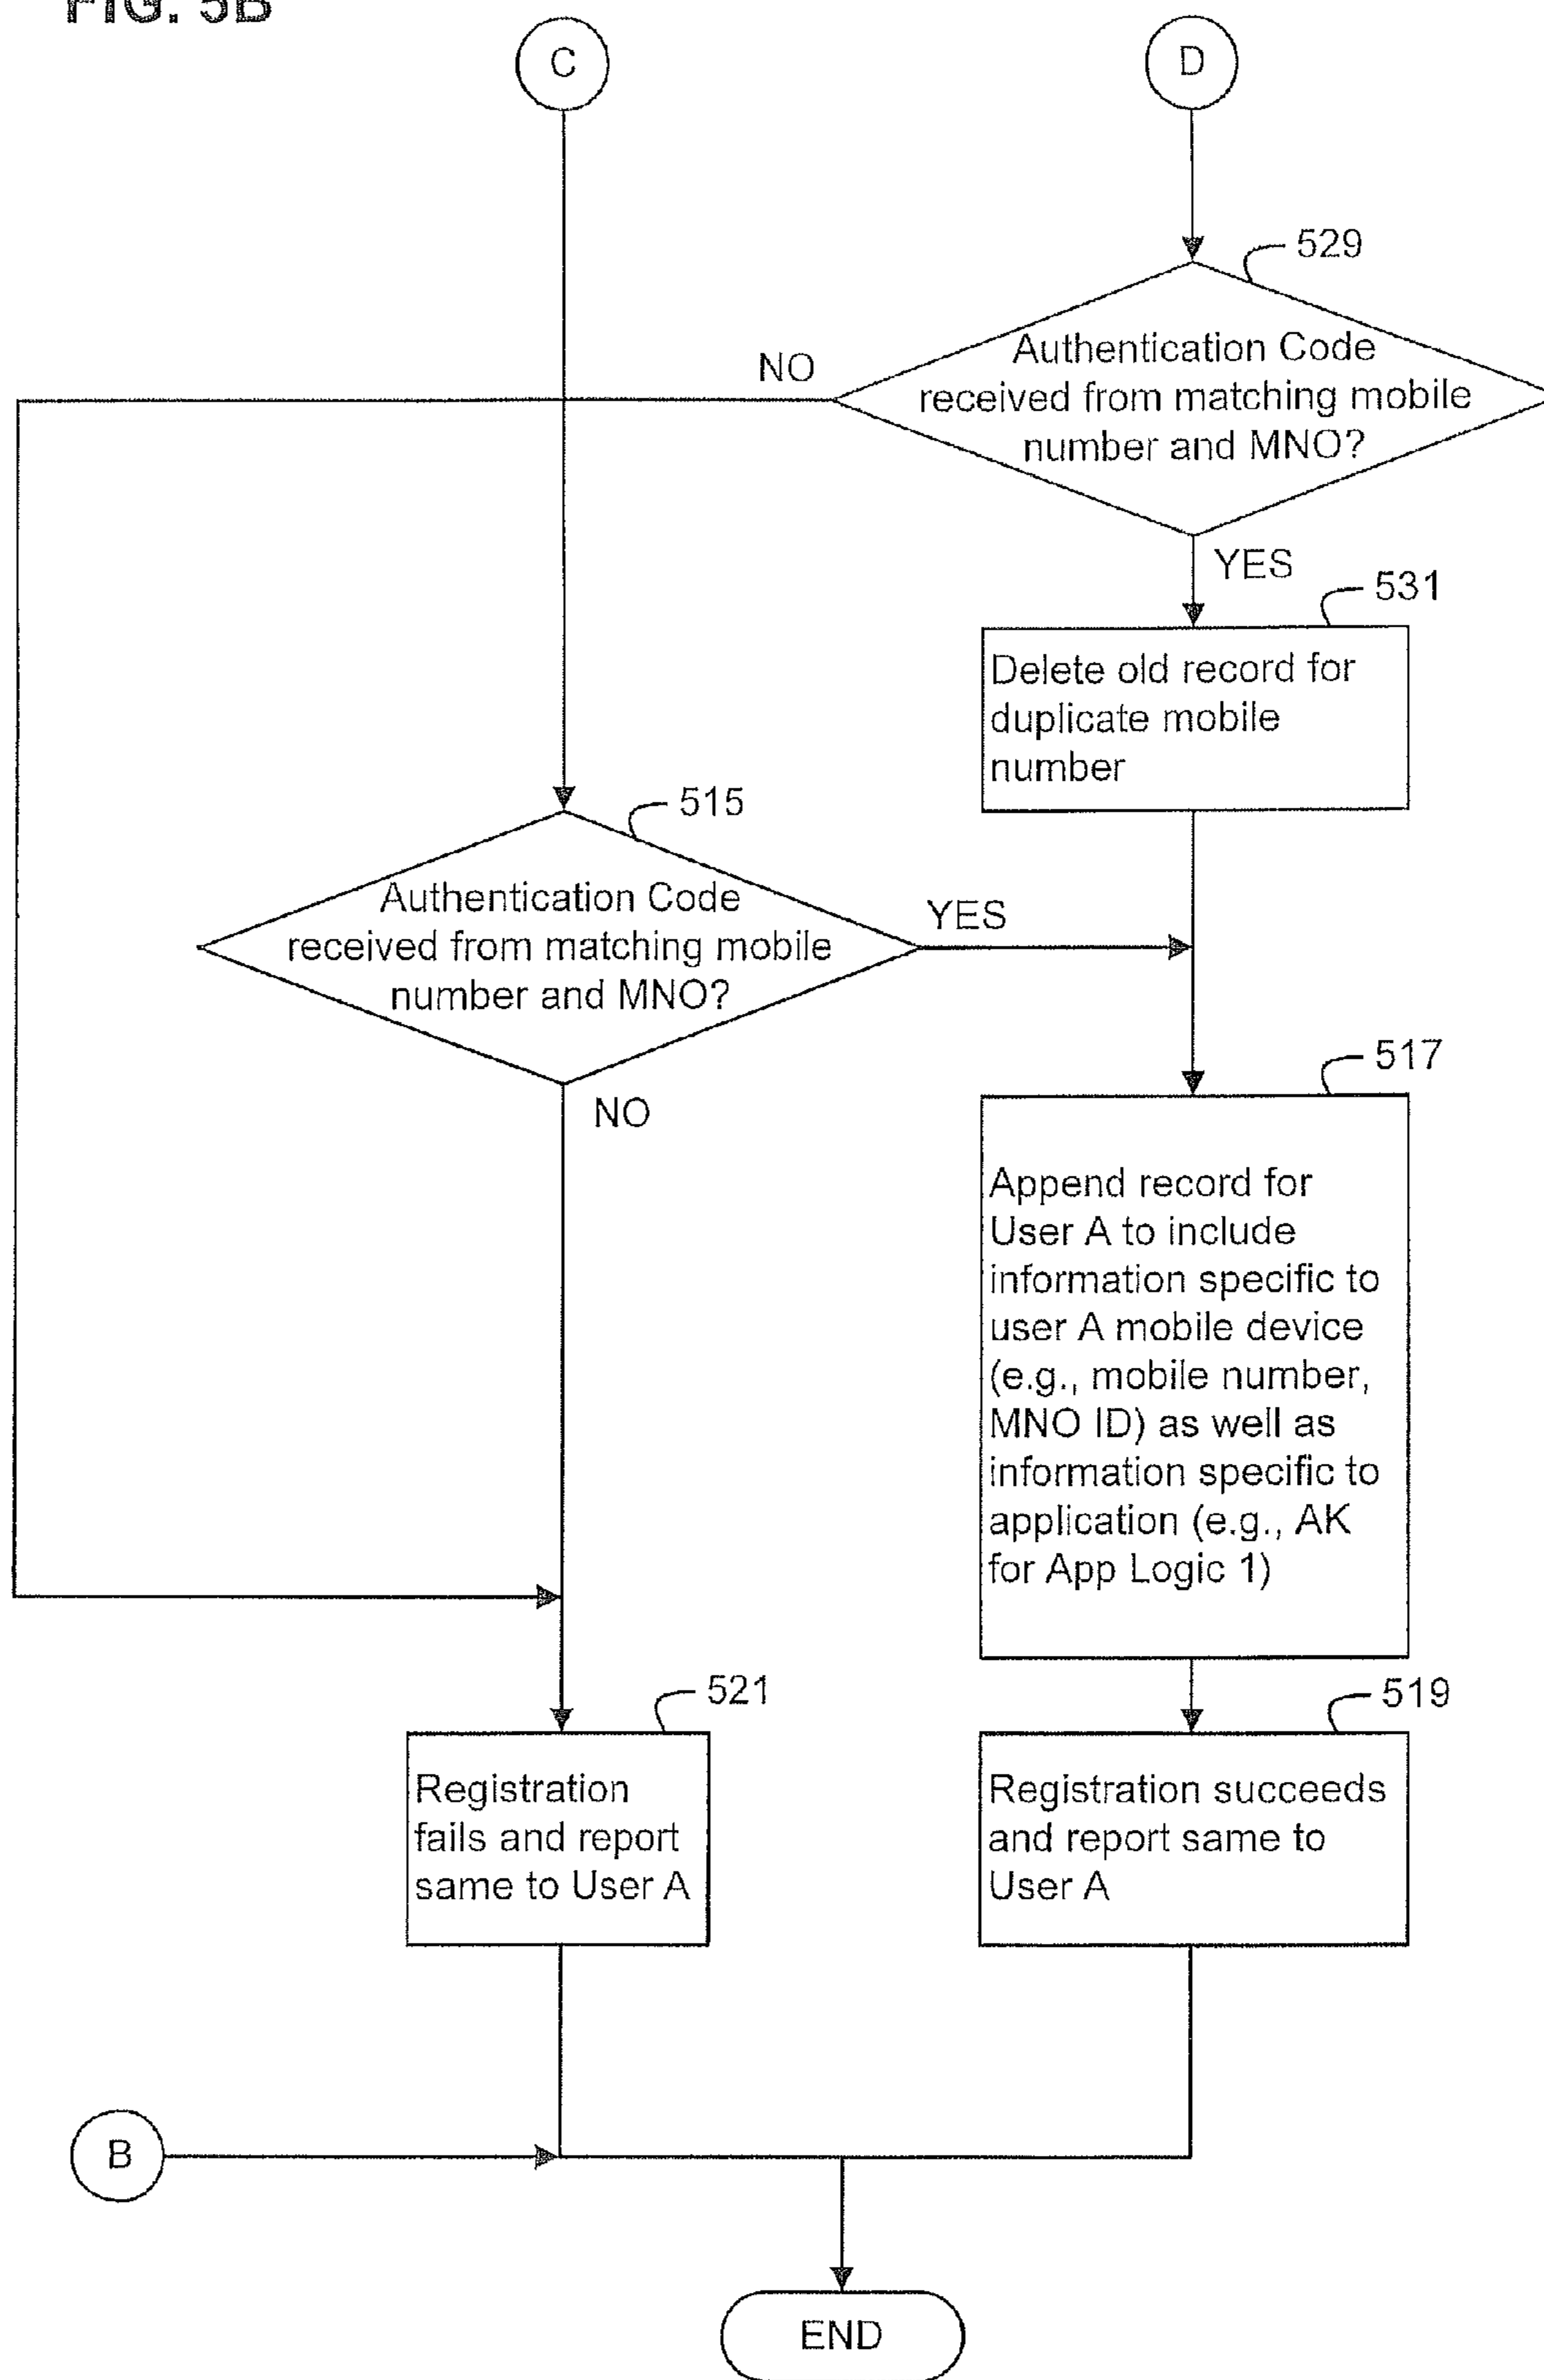 FIG. 5B
C
D
529
Authentication Code
received from matching mobile
number and MNO?
NO
YES
531
Delete old record for
duplicate mobile
number
515
Authentication Code
received from matching mobile
number and MNO?
YES
NO
517
Append record for
User A to include
information specific to
user A mobile device
(e.g., mobile number,
MNO ID) as well as
information specific to
application (e.g., AK
for App Logic 1)
521
Registration
fails and report
same to User A
519
Registration succeeds
and report same to
User A
B
END